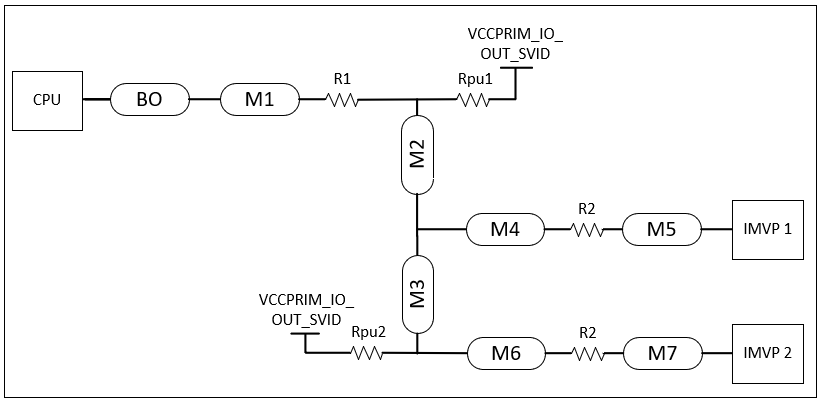 VCCPRIM_IO_
OUT_SVID
R1
Rpu1
CPU
BO
M1
M2
R2
M4
M5
IMVP 1
M3
VCCPRIM_IO_
OUT_SVID
Rpu2
R2
M6
M7
IMVP 2